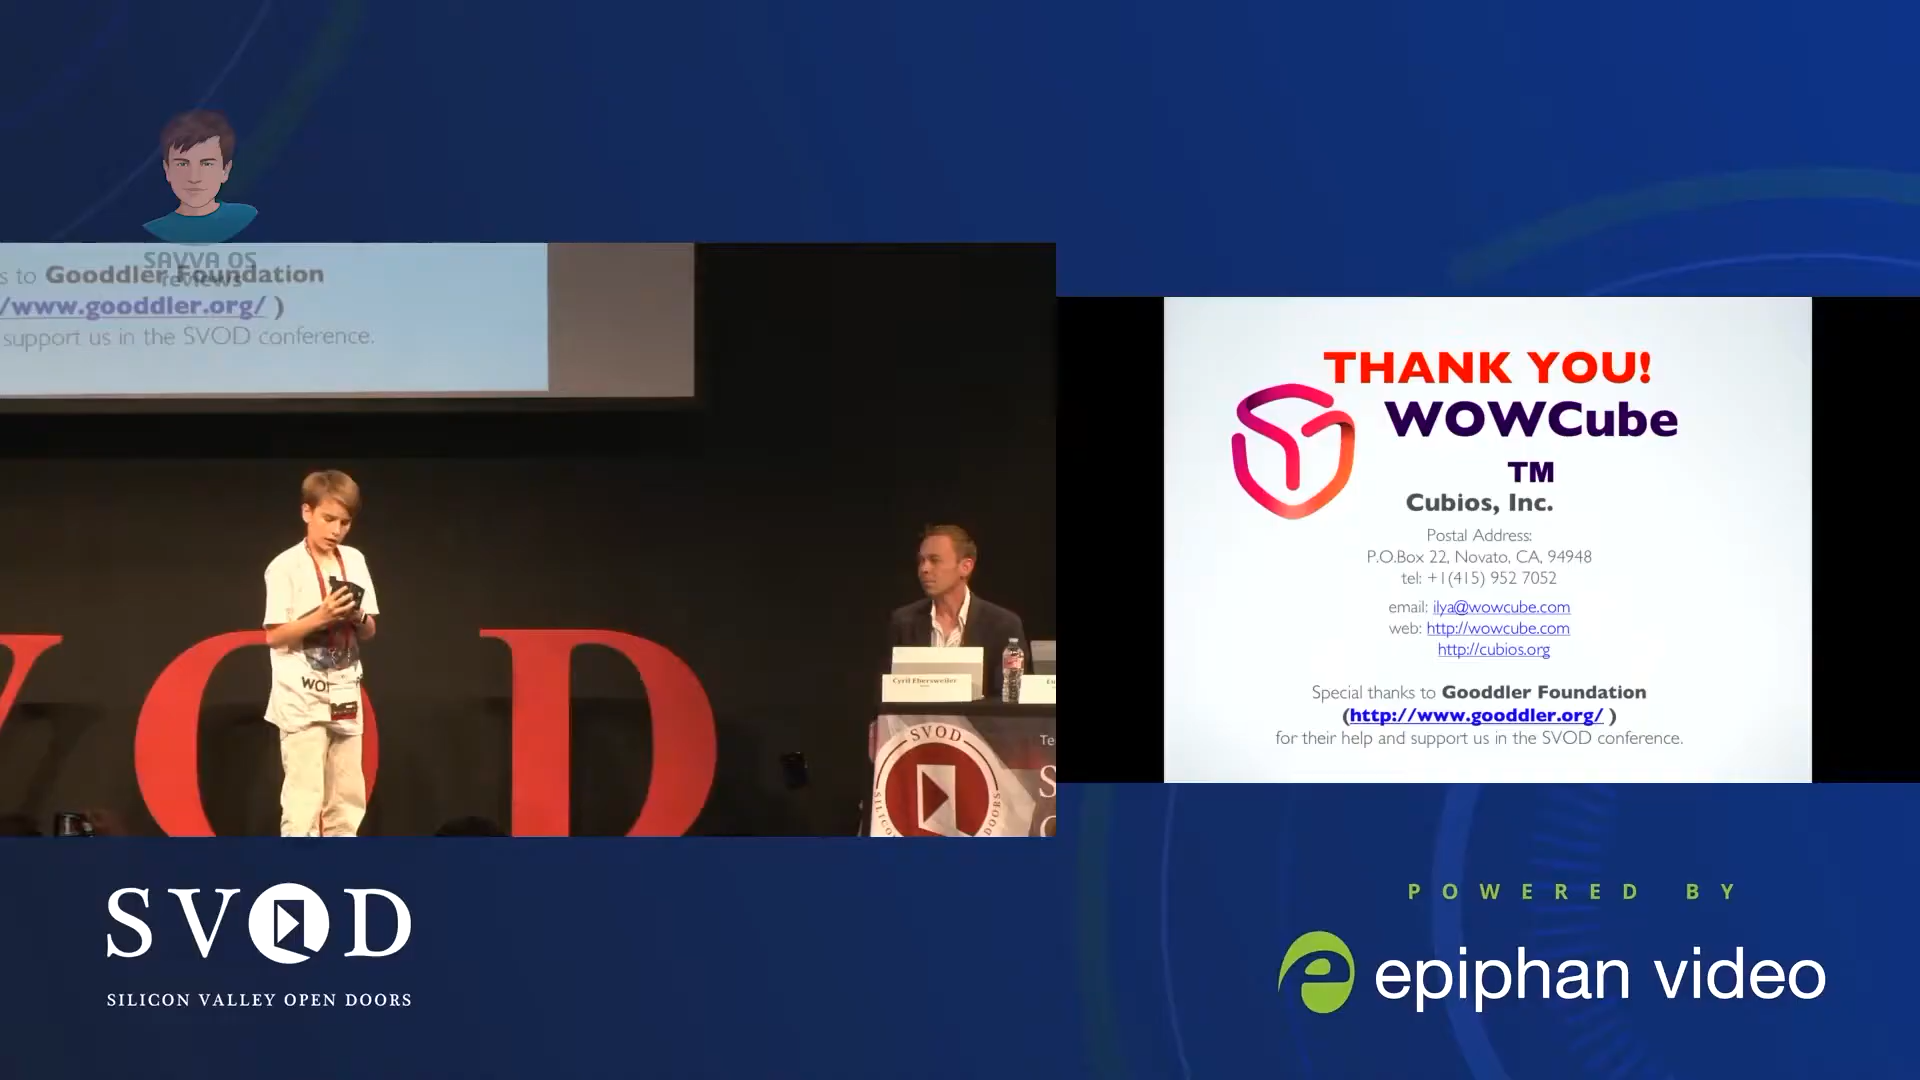 SAVVA OS
reviews
s to Gooddler Foundation
/www.gooddler.org/ )
support us in the SVOD conference.
WO
V O D
Cyril Ebersweiler
SVOD
Te
S
THANK YOU!
WOWCube
TM
Cubios, Inc.
Postal Address:
P.O.Box 22, Novato, CA, 94948
tel: +1(415) 952 7052
email: ilya@wowcube.com
web: http://wowcube.com
http://cubios.org
Special thanks to Gooddler Foundation
(http://www.gooddler.org/ )
for their help and support us in the SVOD conference.
SVOD
SILICON VALLEY OPEN DOORS
POWERED BY
epiphan video